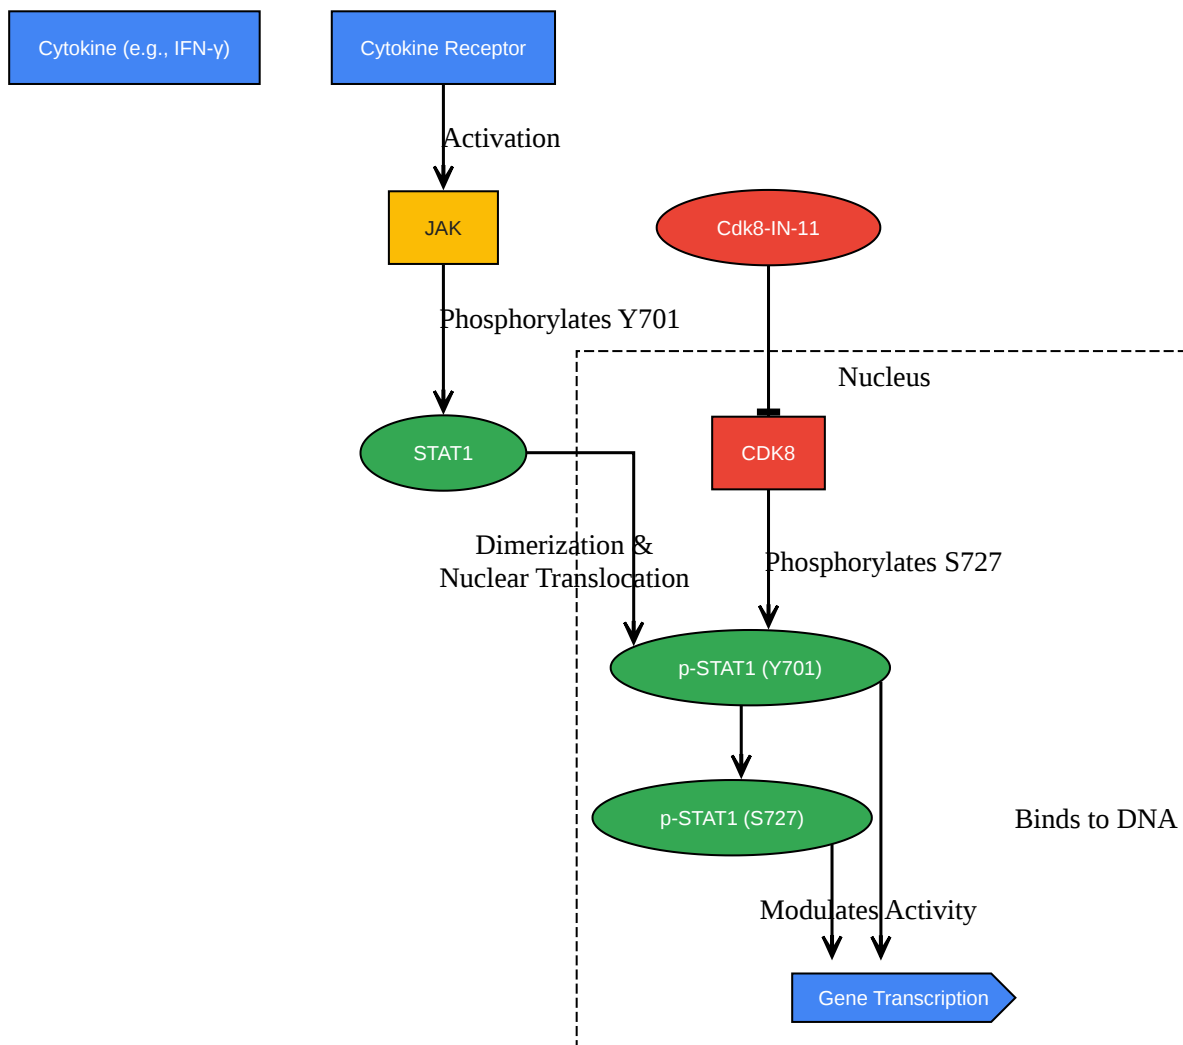 Cytokine (e.g., IFN-γ)
Cytokine Receptor
Activation
JAK
Cdk8-IN-11
Phosphorylates Y701
Nucleus
STAT1
CDK8
Dimerization &
Nuclear Translocation
Phosphorylates S727
p-STAT1 (Y701)
p-STAT1 (S727)
Binds to DNA
Modulates Activity
Gene Transcription